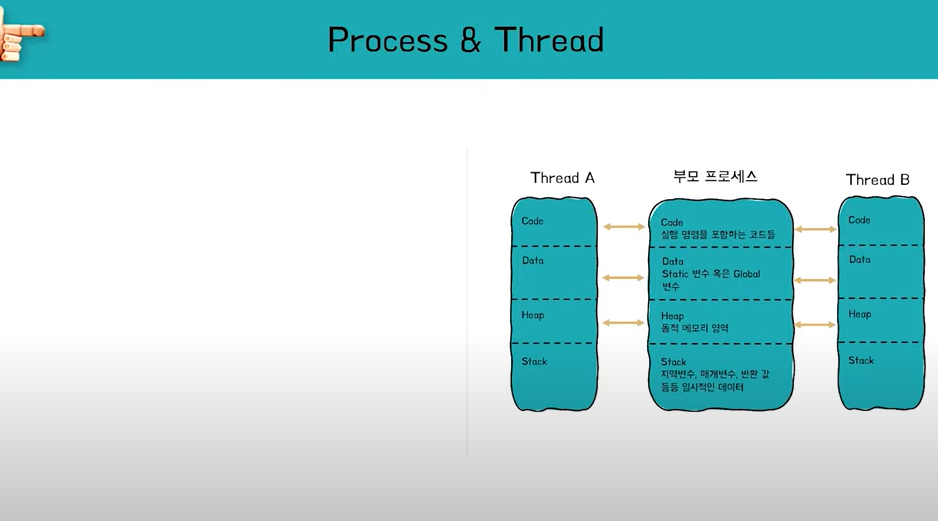 Process & Thread
Thread A
부모 프로세스
Thread B
Code
Data
Heap
Stack
Code
실행 명령을 포함하는 코드들
Data
Static 변수 혹은 Global
변수
Heap
동적 메모리 영역
Stack
지역변수, 매개변수, 반환 값
등등 일시적인 데이터
Code
Data
Heap
Stack